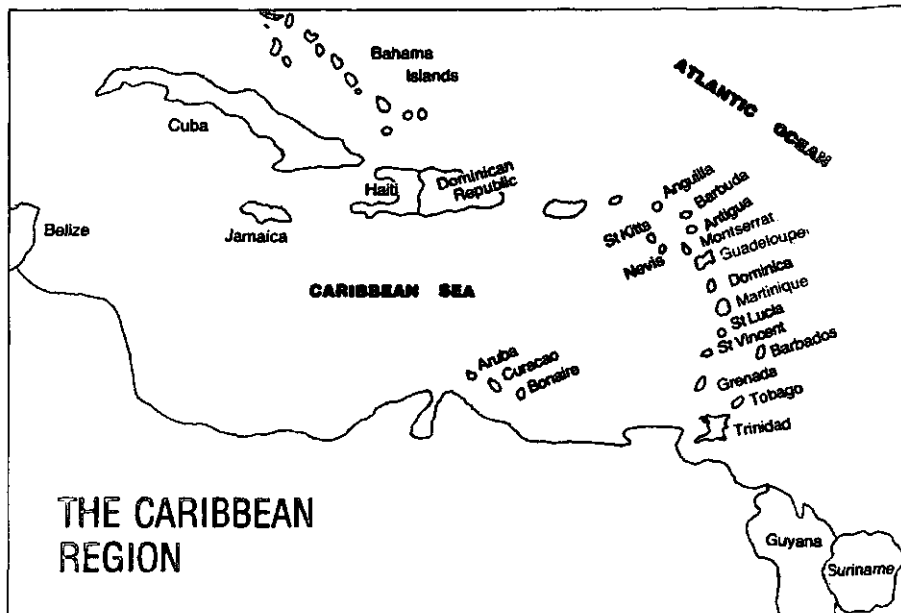 Bahama
Islands
ATLANTIC OCEAN
Cuba
Haiti
Dominican
Republic
Anguilla
Barbuda
Antigua
St Kitts
Montserrat
Nevis
Guadeloupe
Belize
Jamaica
Dominica
CARIBBEAN SEA
Martinique
St Lucia
St Vincent
Barbados
Aruba
Curacao
Bonaire
Grenada
Tobago
Trinidad
THE CARIBBEAN
REGION
Guyana
Suriname